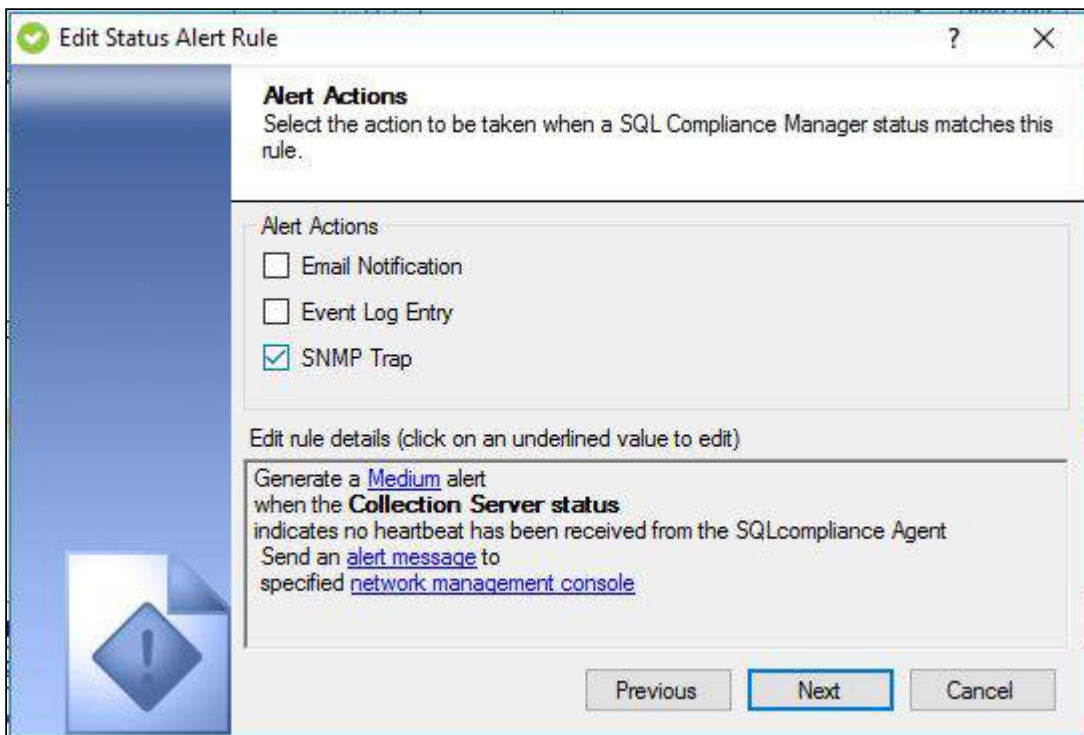 Edit Status Alert Rule
?
Alert Actions
Select the action to be taken when a SQL Compliance Manager status matches this
rule.
Alert Actions
Email Notification
Event Log Entry
SNMP Trap
Edit rule details (click on an underlined value to edit)
Generate a Medium alert
when the Collection Server status
indicates no heartbeat has been received from the SQLcompliance Agent
Send an alert message to
specified network management console
Previous Next Cancel